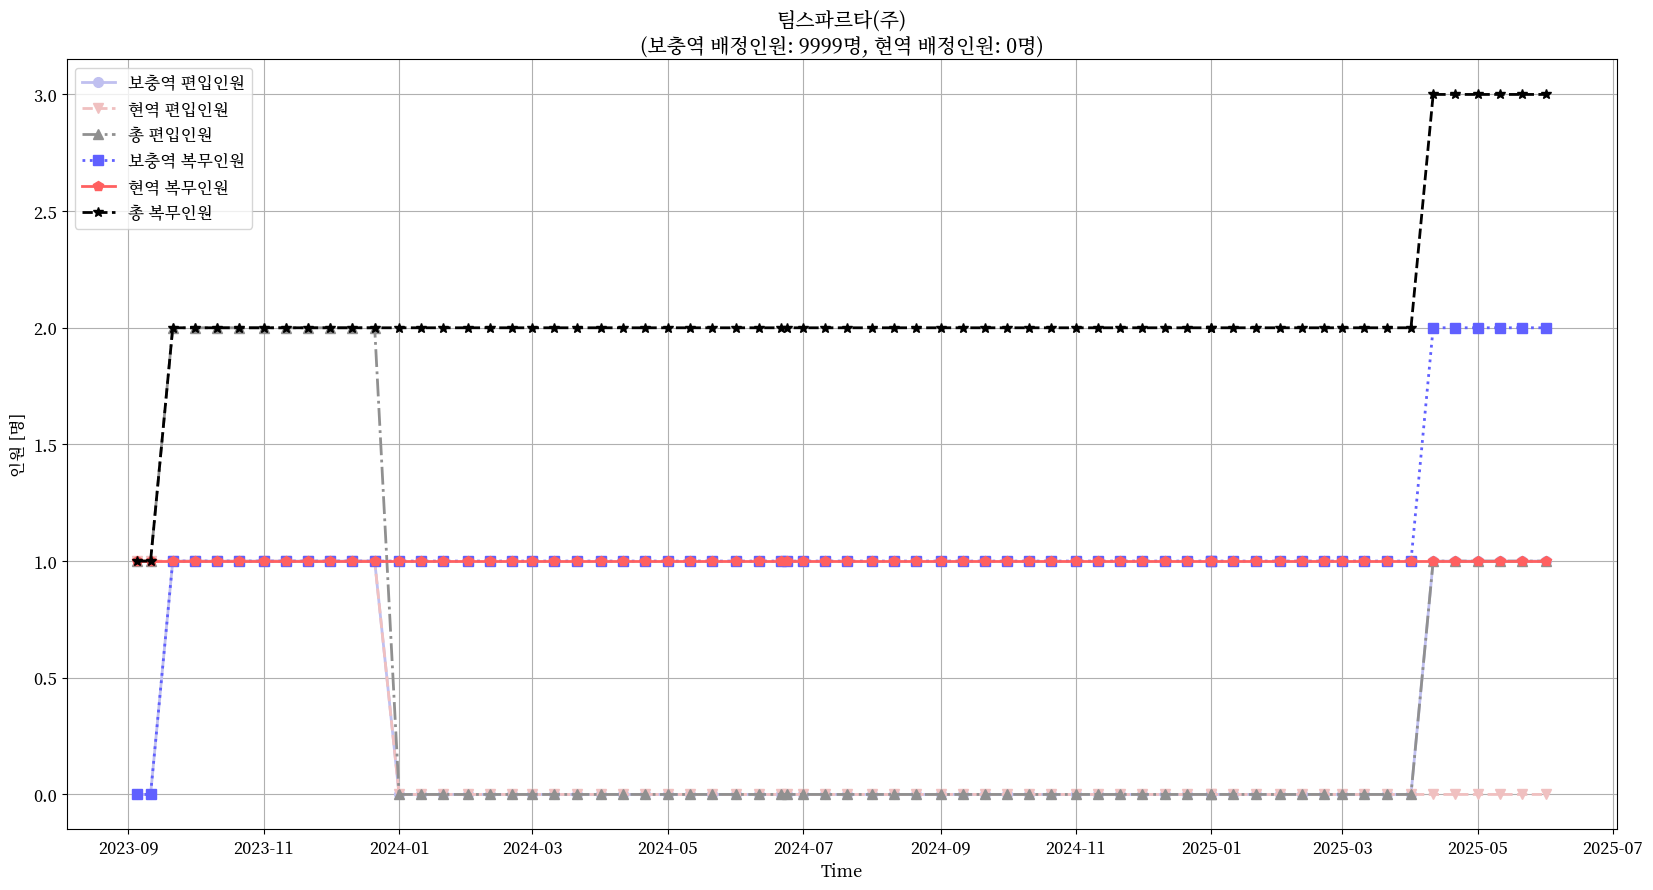 팀스파르타(주)
(보충역 배정인원: 9999명, 현역 배정인원: 0명)
보충역 편입인원
현역 편입인원
총 편입인원
보충역 복무인원
현역 복무인원
총 복무인원
3.0
2.5
2.0
1.5
1.0
0.5
0.0
인원 [명]
2023-09
2023-11
2024-01
2024-03
2024-05
2024-07
2024-09
2024-11
2025-01
2025-03
2025-05
2025-07
Time